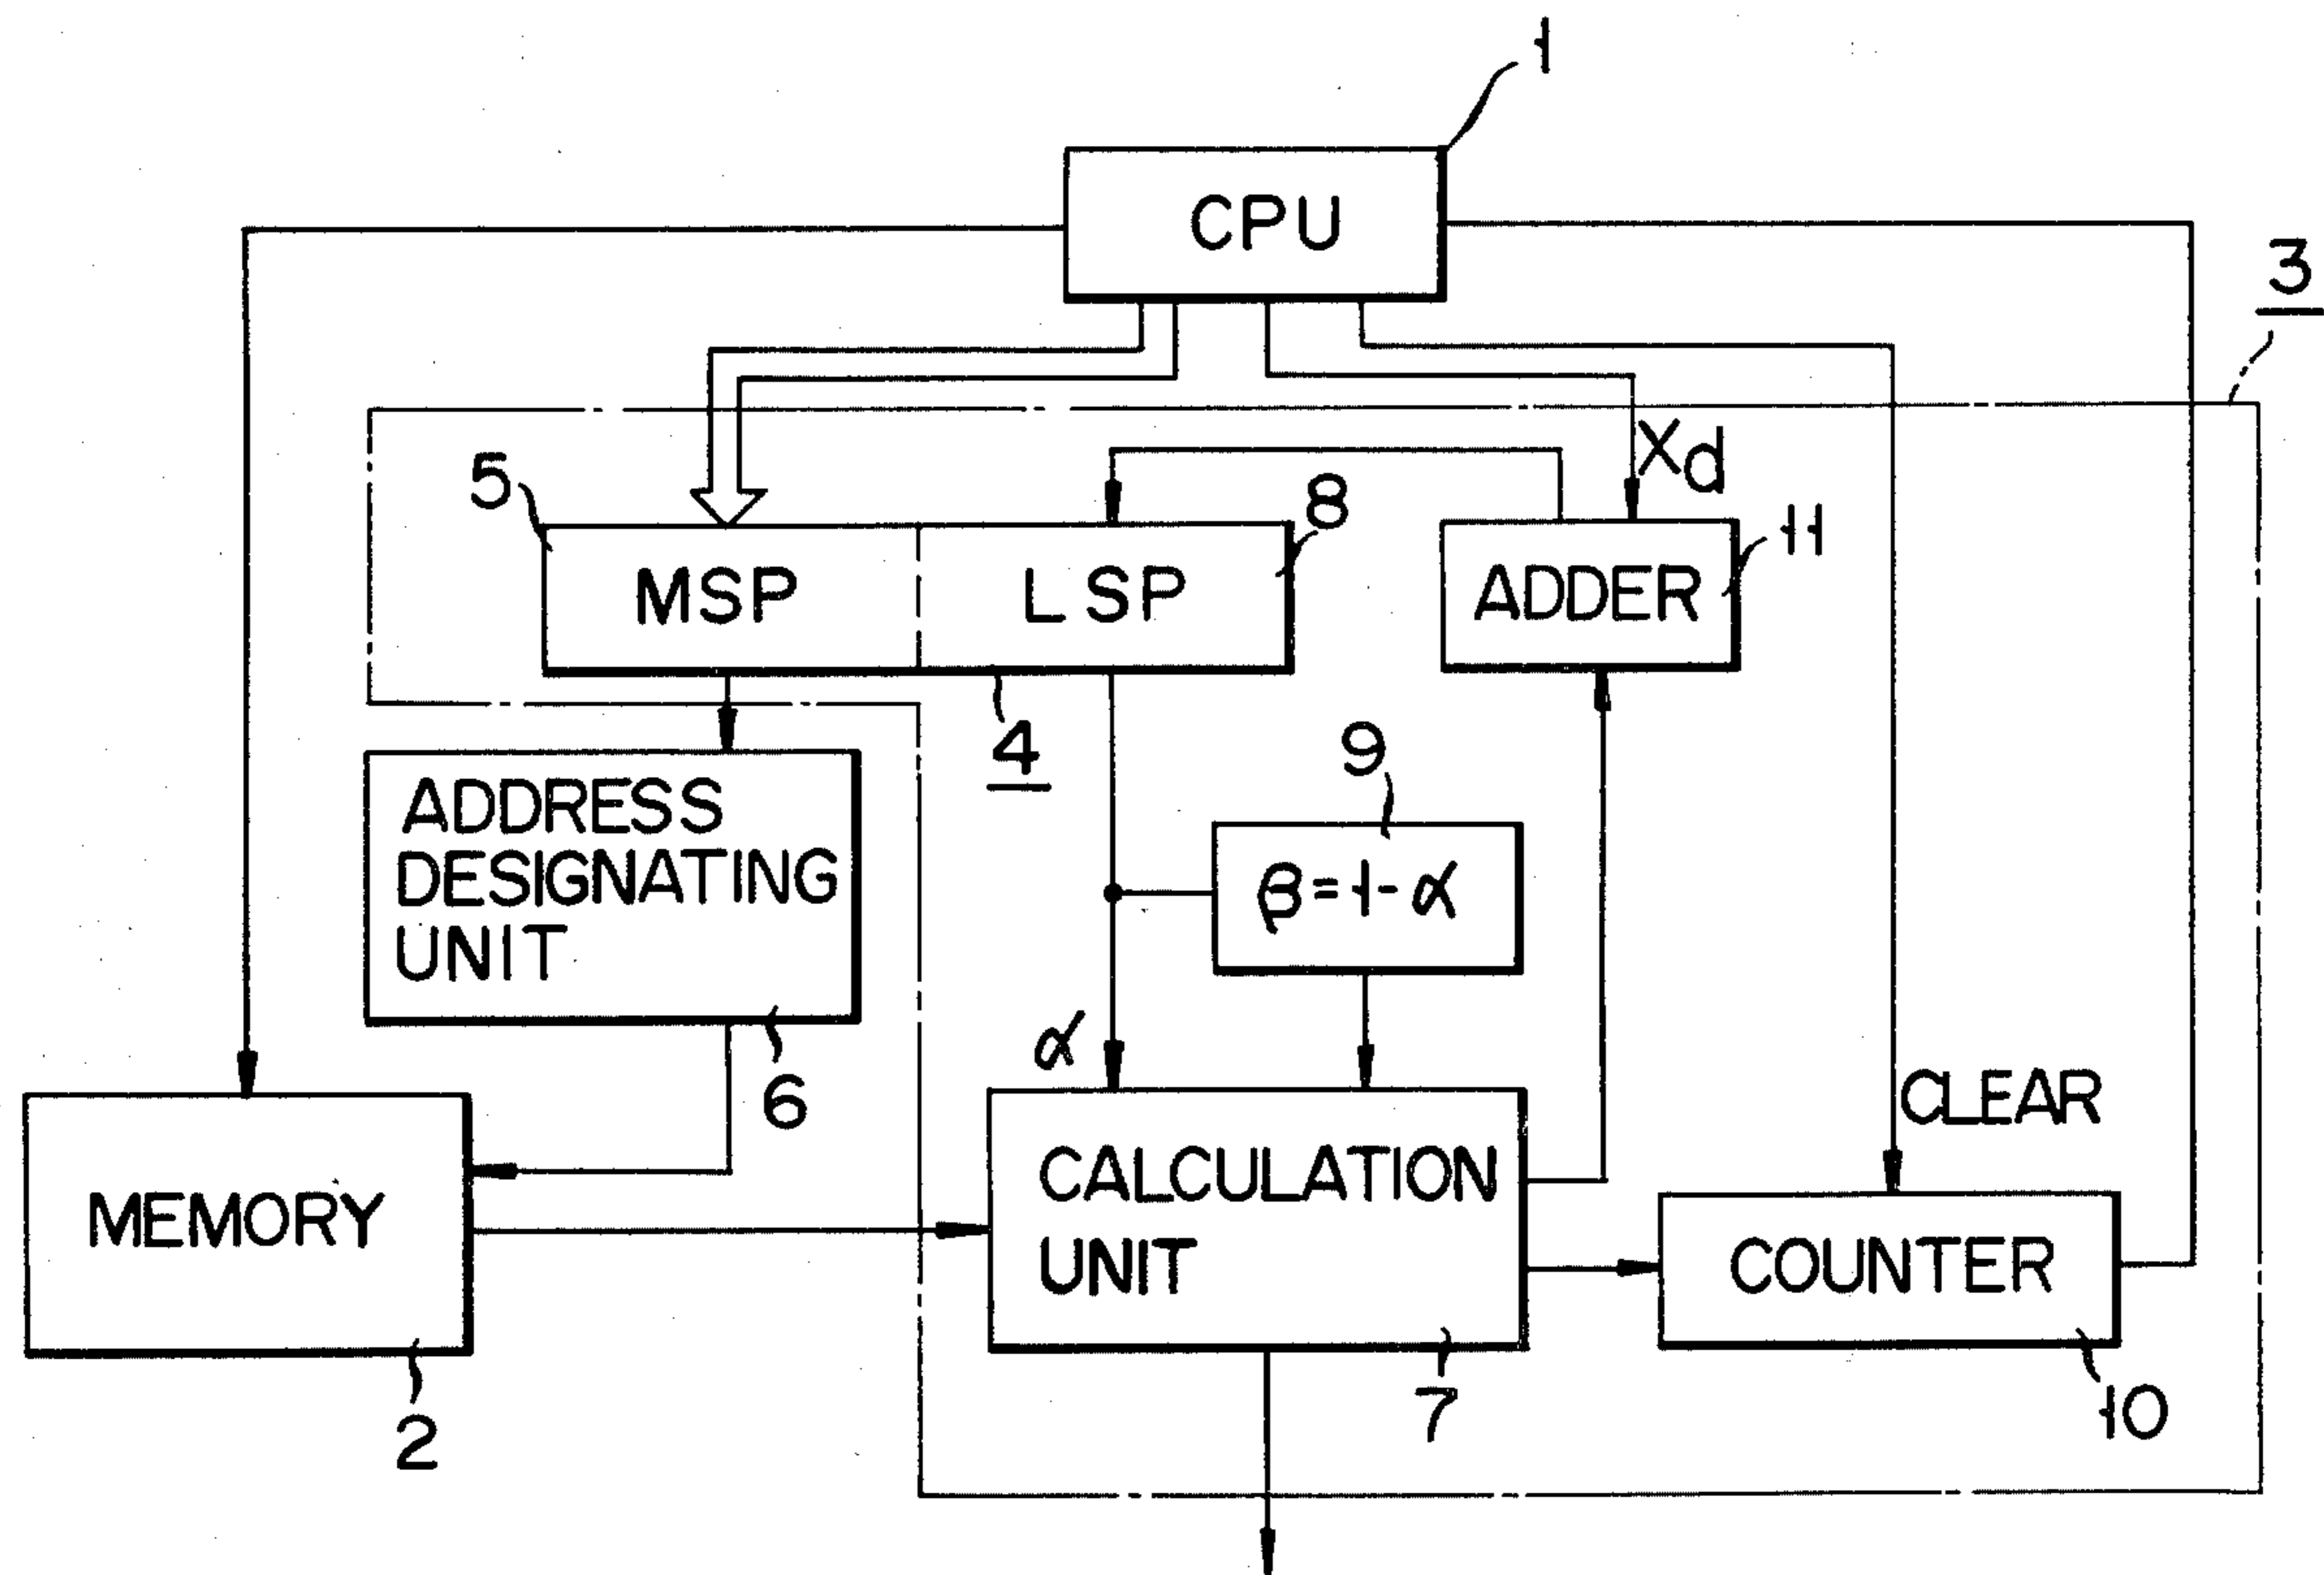 1
CPU
3
Xd
5
8
11
MSP
LSP
ADDER
4
9
ADDRESS
DESIGNATING
UNIT
β=1-α
α
6
CLEAR
MEMORY
CALCULATION
UNIT
COUNTER
2
7
10